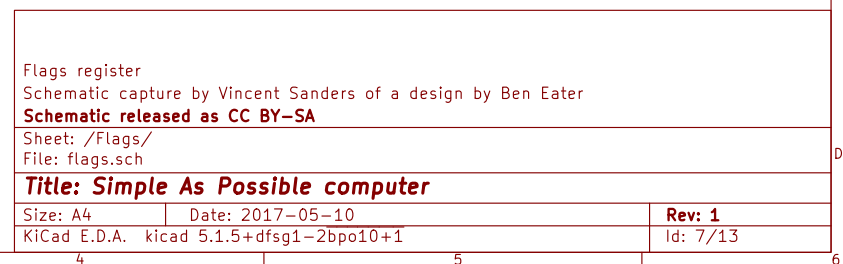 Flags register
Schematic capture by Vincent Sanders of a design by Ben Eater
Schematic released as CC BY-SA
Sheet: /Flags/
File: flags.sch
Title: Simple As Possible computer
Size: A4 Date: 2017-05-10 Rev: 1
KiCad E.D.A. kicad 5.1.5+dfsg1-2bpo10+1 Id: 7/13
D
4 5 6